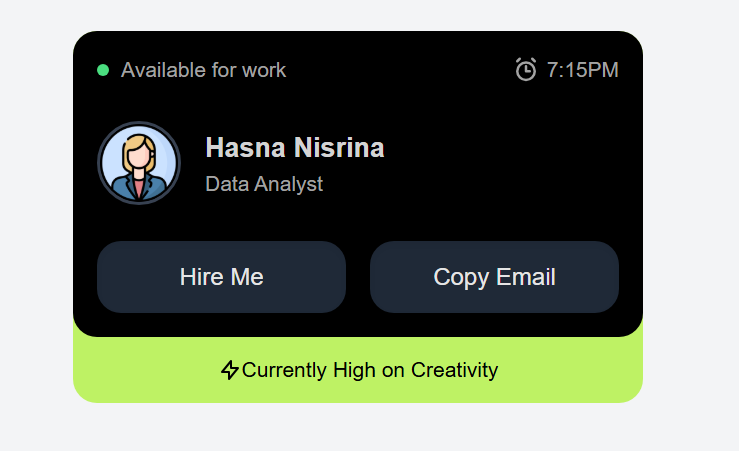 Available for work
7:15PM
Hasna Nisrina
Data Analyst
Hire Me
Copy Email
Currently High on Creativity